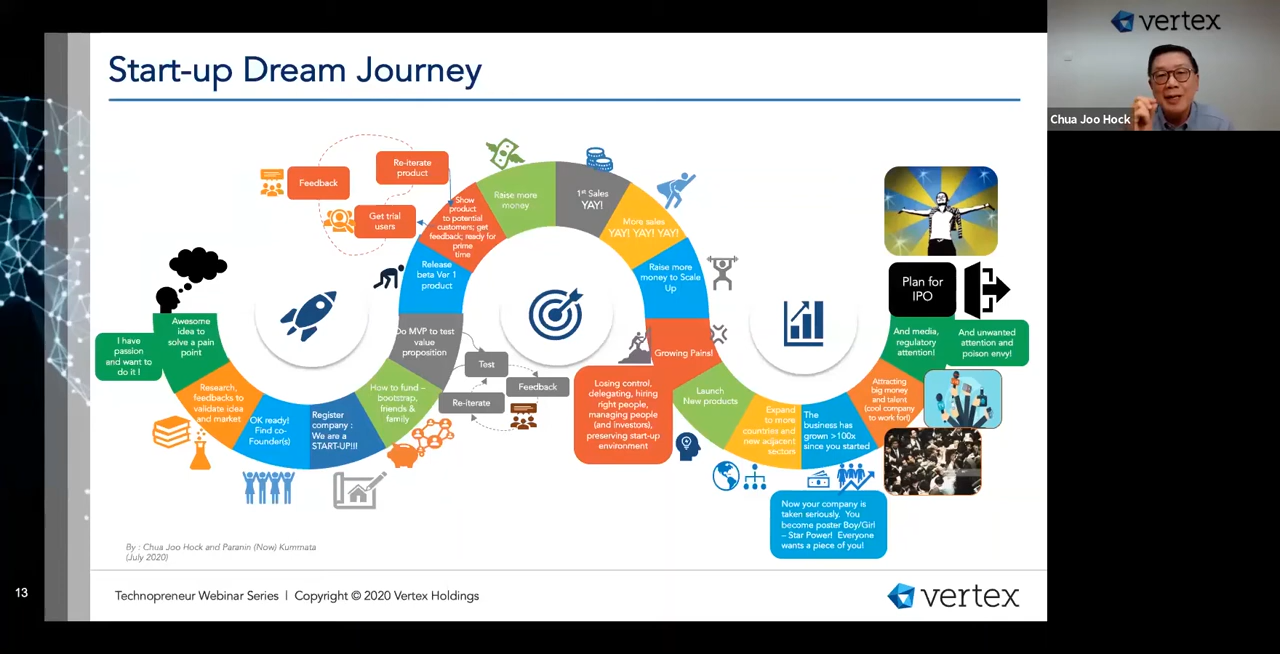 Start-up Dream Journey
vertex
Chua Joo Hock
I have
passion
and want to
do it !
Awesome
idea to
solve a pain
point
Research,
feedbacks to
validate idea
and market
OK ready!
Find co-
Founder(s)
Register
company :
We are a
START-UP!!!
How to fund –
bootstrap,
friends &
family
Do MVP to test
value
proposition
Test
Feedback
Re-iterate
Release
beta Ver 1
product
Show
product
to potential
customers; get
feedback; ready for
prime
time
Get trial
users
Feedback
Re-iterate
product
Raise more
money
1st Sales
YAY!
More sales
YAY! YAY! YAY!
Raise more
money to Scale
Up
Growing Pains!
Losing control,
delegating, hiring
right people,
managing people
(and investors),
preserving start-up
environment
Launch
New products
Expand
to more
countries and
new adjacent
sectors
The
business has
grown >100x
since you started
Now your company is
taken seriously. You
become poster Boy/Girl
– Star Power! Everyone
wants a piece of you!
Attracting
big money
and talent
(cool company
to work for!)
And media,
regulatory
attention!
And unwanted
attention and
poison envy!
Plan for
IPO
By : Chua Joo Hock and Paranin (Now) Kummata
(July 2020)
13
Technopreneur Webinar Series | Copyright © 2020 Vertex Holdings
vertex